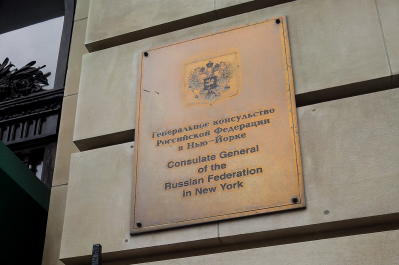 Генеральное консульство
Российской Федерации
в Нью-Йорке
Consulate General
of the
Russian Federation
in New York